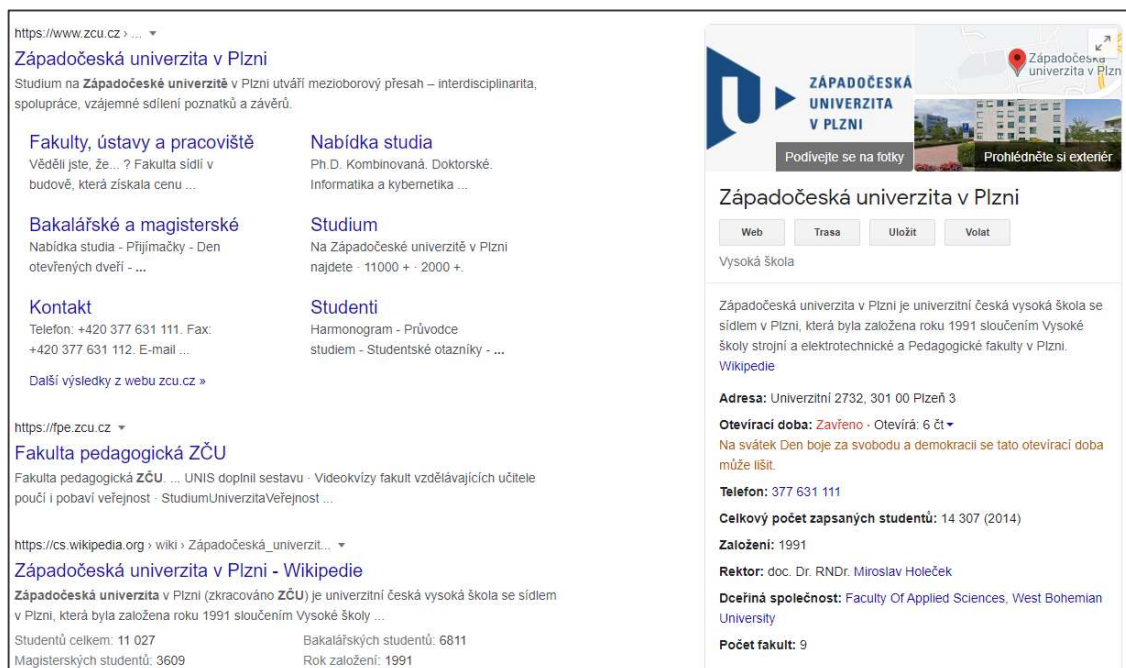 https://www.zcu.cz › ...
Západočeská univerzita v Plzni
Studium na Západočeské univerzitě v Plzni utváří mezioborový přesah – interdisciplinarita,
spolupráce, vzájemné sdílení poznatků a závěrů.
Fakulty, ústavy a pracoviště
Věděli jste, že... ? Fakulta sídlí v
budově, která získala cenu ...
Nabídka studia
Ph.D. Kombinovaná. Doktorské.
Informatika a kybernetika ...
Bakalářské a magisterské
Nabídka studia - Přijímačky - Den
otevřených dveří - ...
Studium
Na Západočeské univerzitě v Plzni
najdete · 11000 + · 2000 +.
Kontakt
Telefon: +420 377 631 111. Fax:
+420 377 631 112. E-mail ...
Studenti
Harmonogram - Průvodce
studiem - Studentské otazníky - ...
Další výsledky z webu zcu.cz »
https://fpe.zcu.cz
Fakulta pedagogická ZČU
Fakulta pedagogická ZČU. ... UNIS doplnil sestavu · Videokvízy fakult vzdělávajících učitele
poučí i pobaví veřejnost · StudiumUniverzitaVeřejnost ...
https://cs.wikipedia.org › wiki › Západočeská_univerzit...
Západočeská univerzita v Plzni - Wikipedie
Západočeská univerzita v Plzni (zkracováno ZČU) je univerzitní česká vysoká škola se sídlem
v Plzni, která byla založena roku 1991 sloučením Vysoké školy ...
Studentů celkem: 11 027
Bakalářských studentů: 6811
Magisterských studentů: 3609
Rok založení: 1991
ZÁPADOČESKÁ
UNIVERZITA
V PLZNI
Západočeská
univerzita v Plzn
Podívejte se na fotky
Prohlédněte si exteriér
Západočeská univerzita v Plzni
Web
Trasa
Uložit
Volat
Vysoká škola
Západočeská univerzita v Plzni je univerzitní česká vysoká škola se
sídlem v Plzni, která byla založena roku 1991 sloučením Vysoké
školy strojní a elektrotechnické a Pedagogické fakulty v Plzni.
Wikipedie
Adresa: Univerzitní 2732, 301 00 Plzeň 3
Otevírací doba: Zavřeno · Otevírá: 6 čt
Na svátek Den boje za svobodu a demokracii se tato otevírací doba
může lišit.
Telefon: 377 631 111
Celkový počet zapsaných studentů: 14 307 (2014)
Založení: 1991
Rektor: doc. Dr. RNDr. Miroslav Holeček
Dceřiná společnost: Faculty Of Applied Sciences, West Bohemian
University
Počet fakult: 9